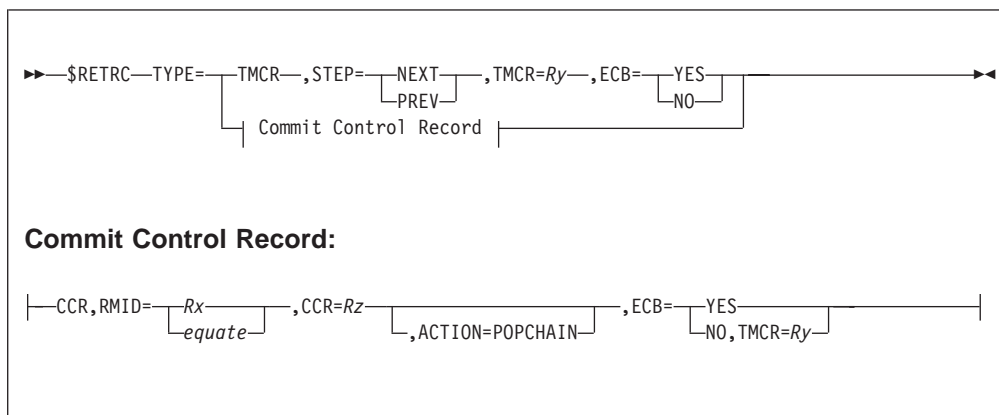 $RETRC TYPE= TMCR ,STEP= NEXT ,TMCR=Ry ,ECB= YES
PREV NO
Commit Control Record
Commit Control Record:
CCR,RMID= Rx ,CCR=Rz ,ECB= YES
equate ,ACTION=POPCHAIN NO,TMCR=Ry